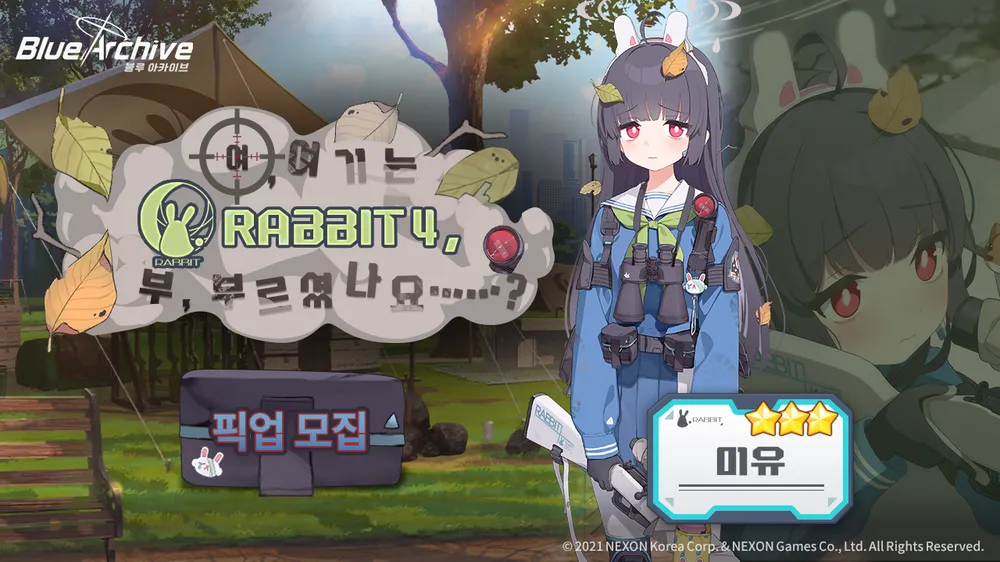 Blue Archive
블루 아카이브
여, 여기는
RABBIT
RABBIT 4,
부, 부르셨나요……?
픽업 모집
RABBIT
RABBIT
미유
© 2021 NEXON Korea Corp. & NEXON Games Co., Ltd. All Rights Reserved.